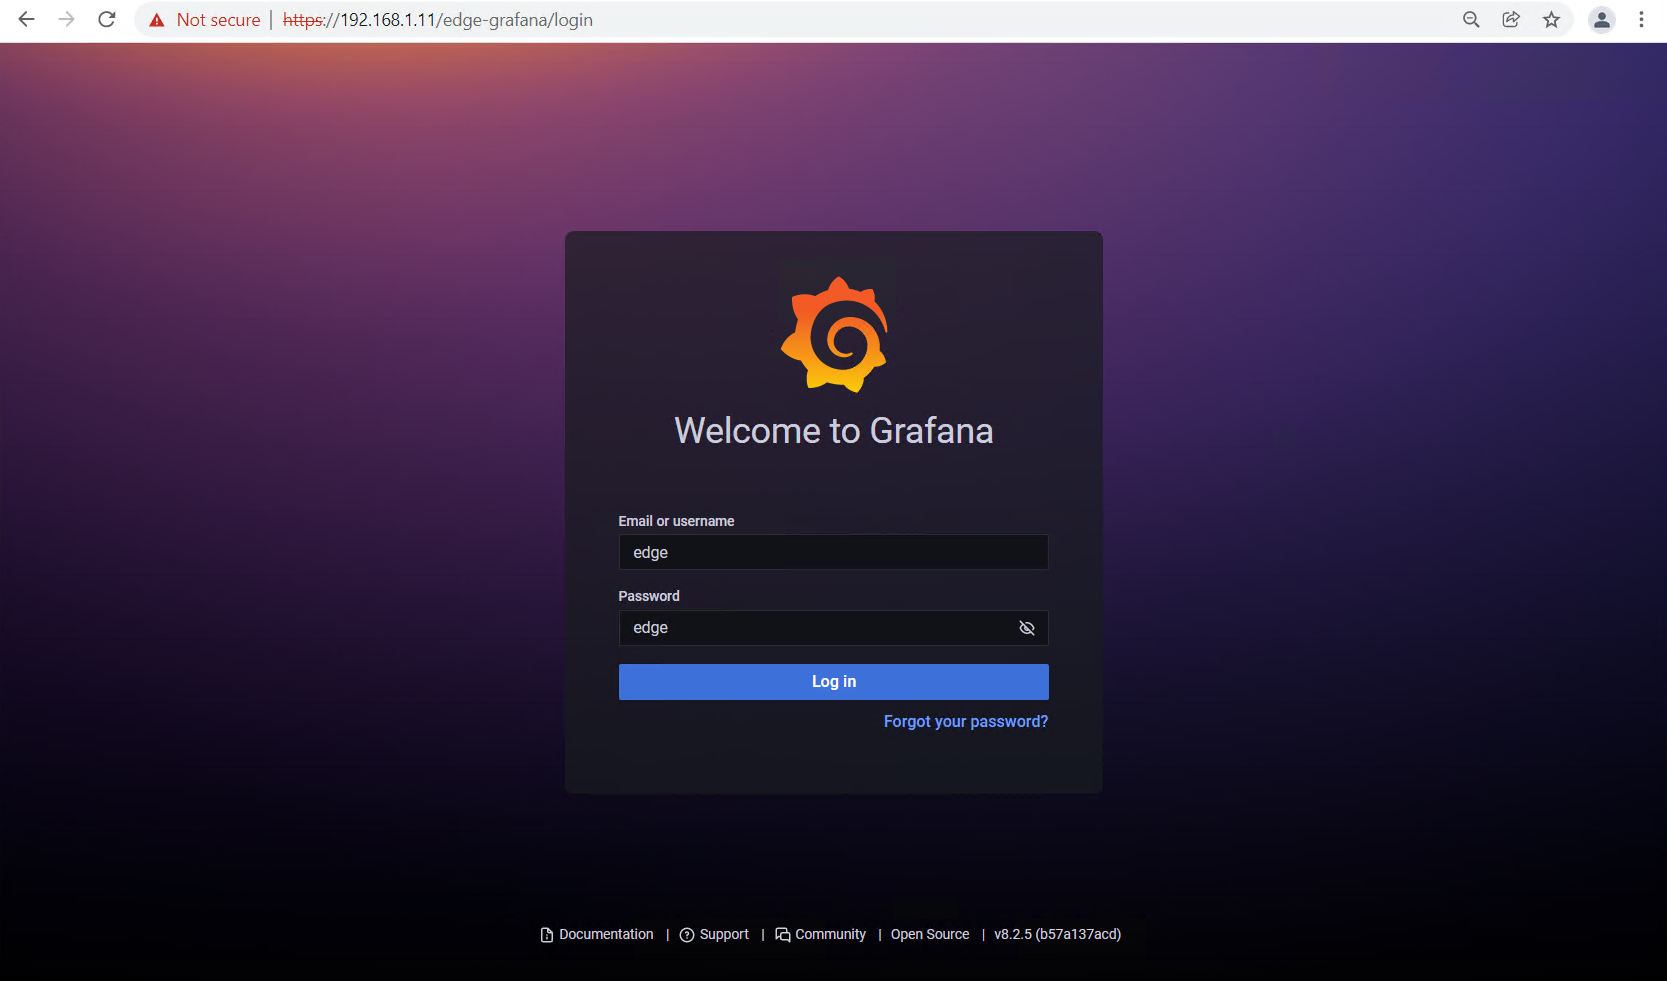 Not secure | https://192.168.1.11/edge-grafana/login
Welcome to Grafana
Email or username
edge
Password
edge
Log in
Forgot your password?
Documentation | Support | Community | Open Source | v8.2.5 (b57a137acd)